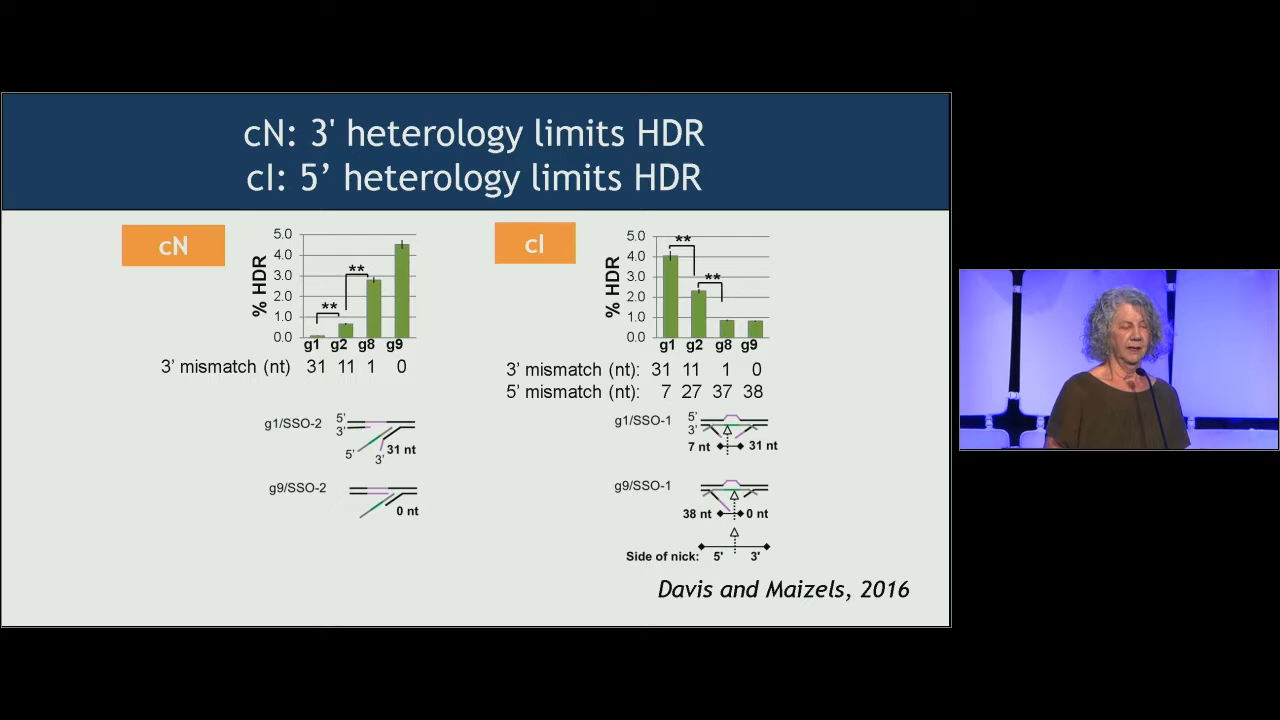 cN: 3' heterology limits HDR
cI: 5’ heterology limits HDR
cN
5.0
4.0
3.0
2.0
1.0
0.0
% HDR
**
**
g1 g2 g8 g9
3’ mismatch (nt) 31 11 1 0
g1/SSO-2
5'
3'
5'
3'
31 nt
g9/SSO-2
0 nt
cI
5.0
4.0
3.0
2.0
1.0
0.0
% HDR
**
**
g1 g2 g8 g9
3’ mismatch (nt): 31 11 1 0
5’ mismatch (nt): 7 27 37 38
g1/SSO-1
5'
3'
7 nt 31 nt
g9/SSO-1
38 nt 0 nt
Side of nick: 5' 3'
Davis and Maizels, 2016